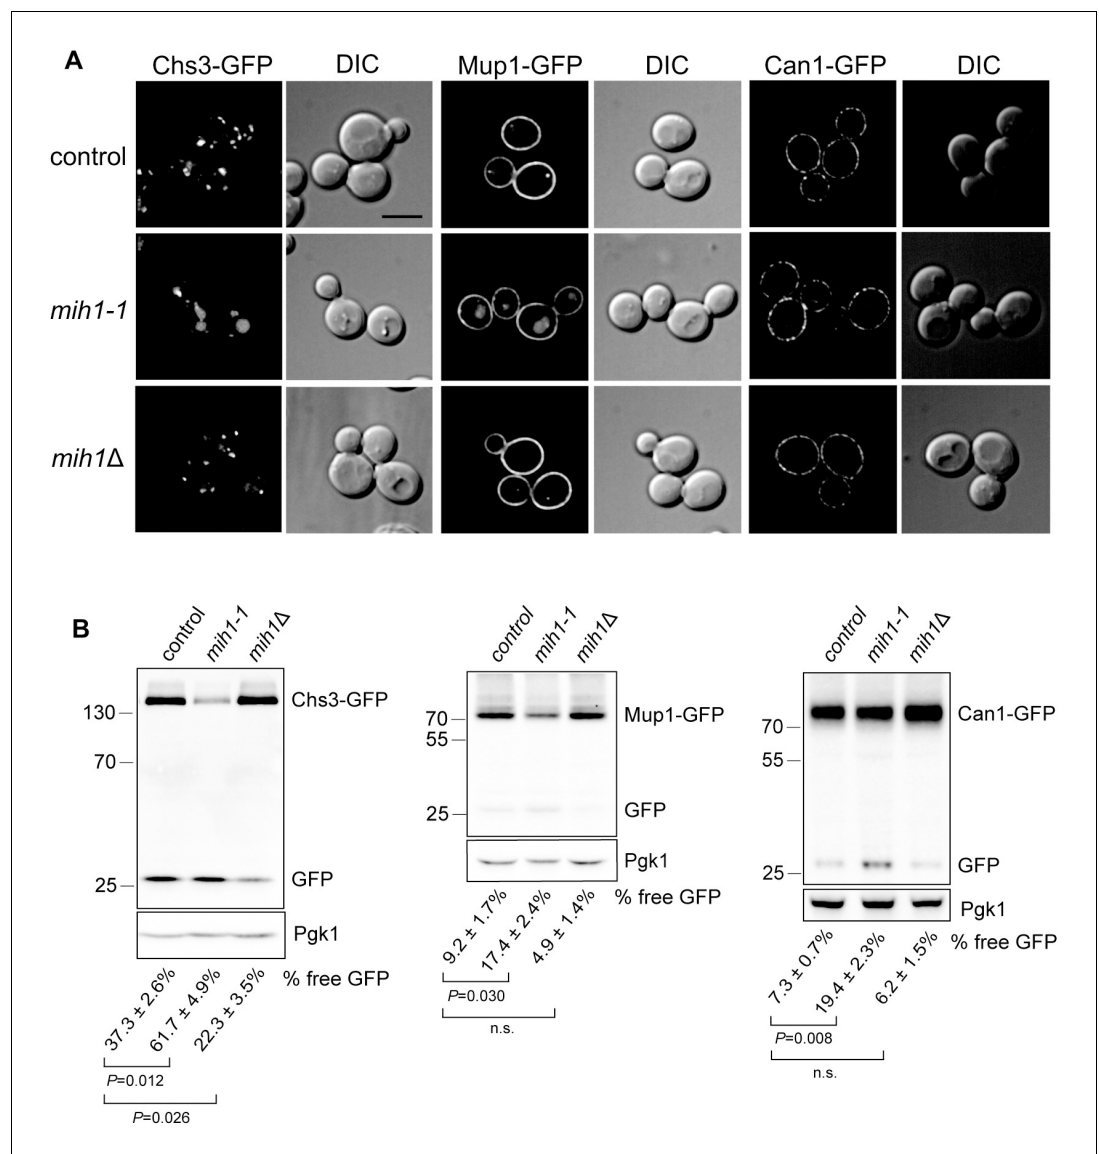 A
Chs3-GFP DIC Mup1-GFP DIC Can1-GFP DIC
control
mih1-1
mih1Δ
B
control mih1-1 mih1Δ
130
70
25
Chs3-GFP
GFP
Pgk1
% free GFP
37.3 ± 2.6% 61.7 ± 4.9% 22.3 ± 3.5%
P=0.012
P=0.026
control mih1-1 mih1Δ
70
55
25
Mup1-GFP
GFP
Pgk1
% free GFP
9.2 ± 1.7% 17.4 ± 2.4% 4.9 ± 1.4%
P=0.030
n.s.
control mih1-1 mih1Δ
70
55
25
Can1-GFP
GFP
Pgk1
% free GFP
7.3 ± 0.7% 19.4 ± 2.3% 6.2 ± 1.5%
P=0.008
n.s.